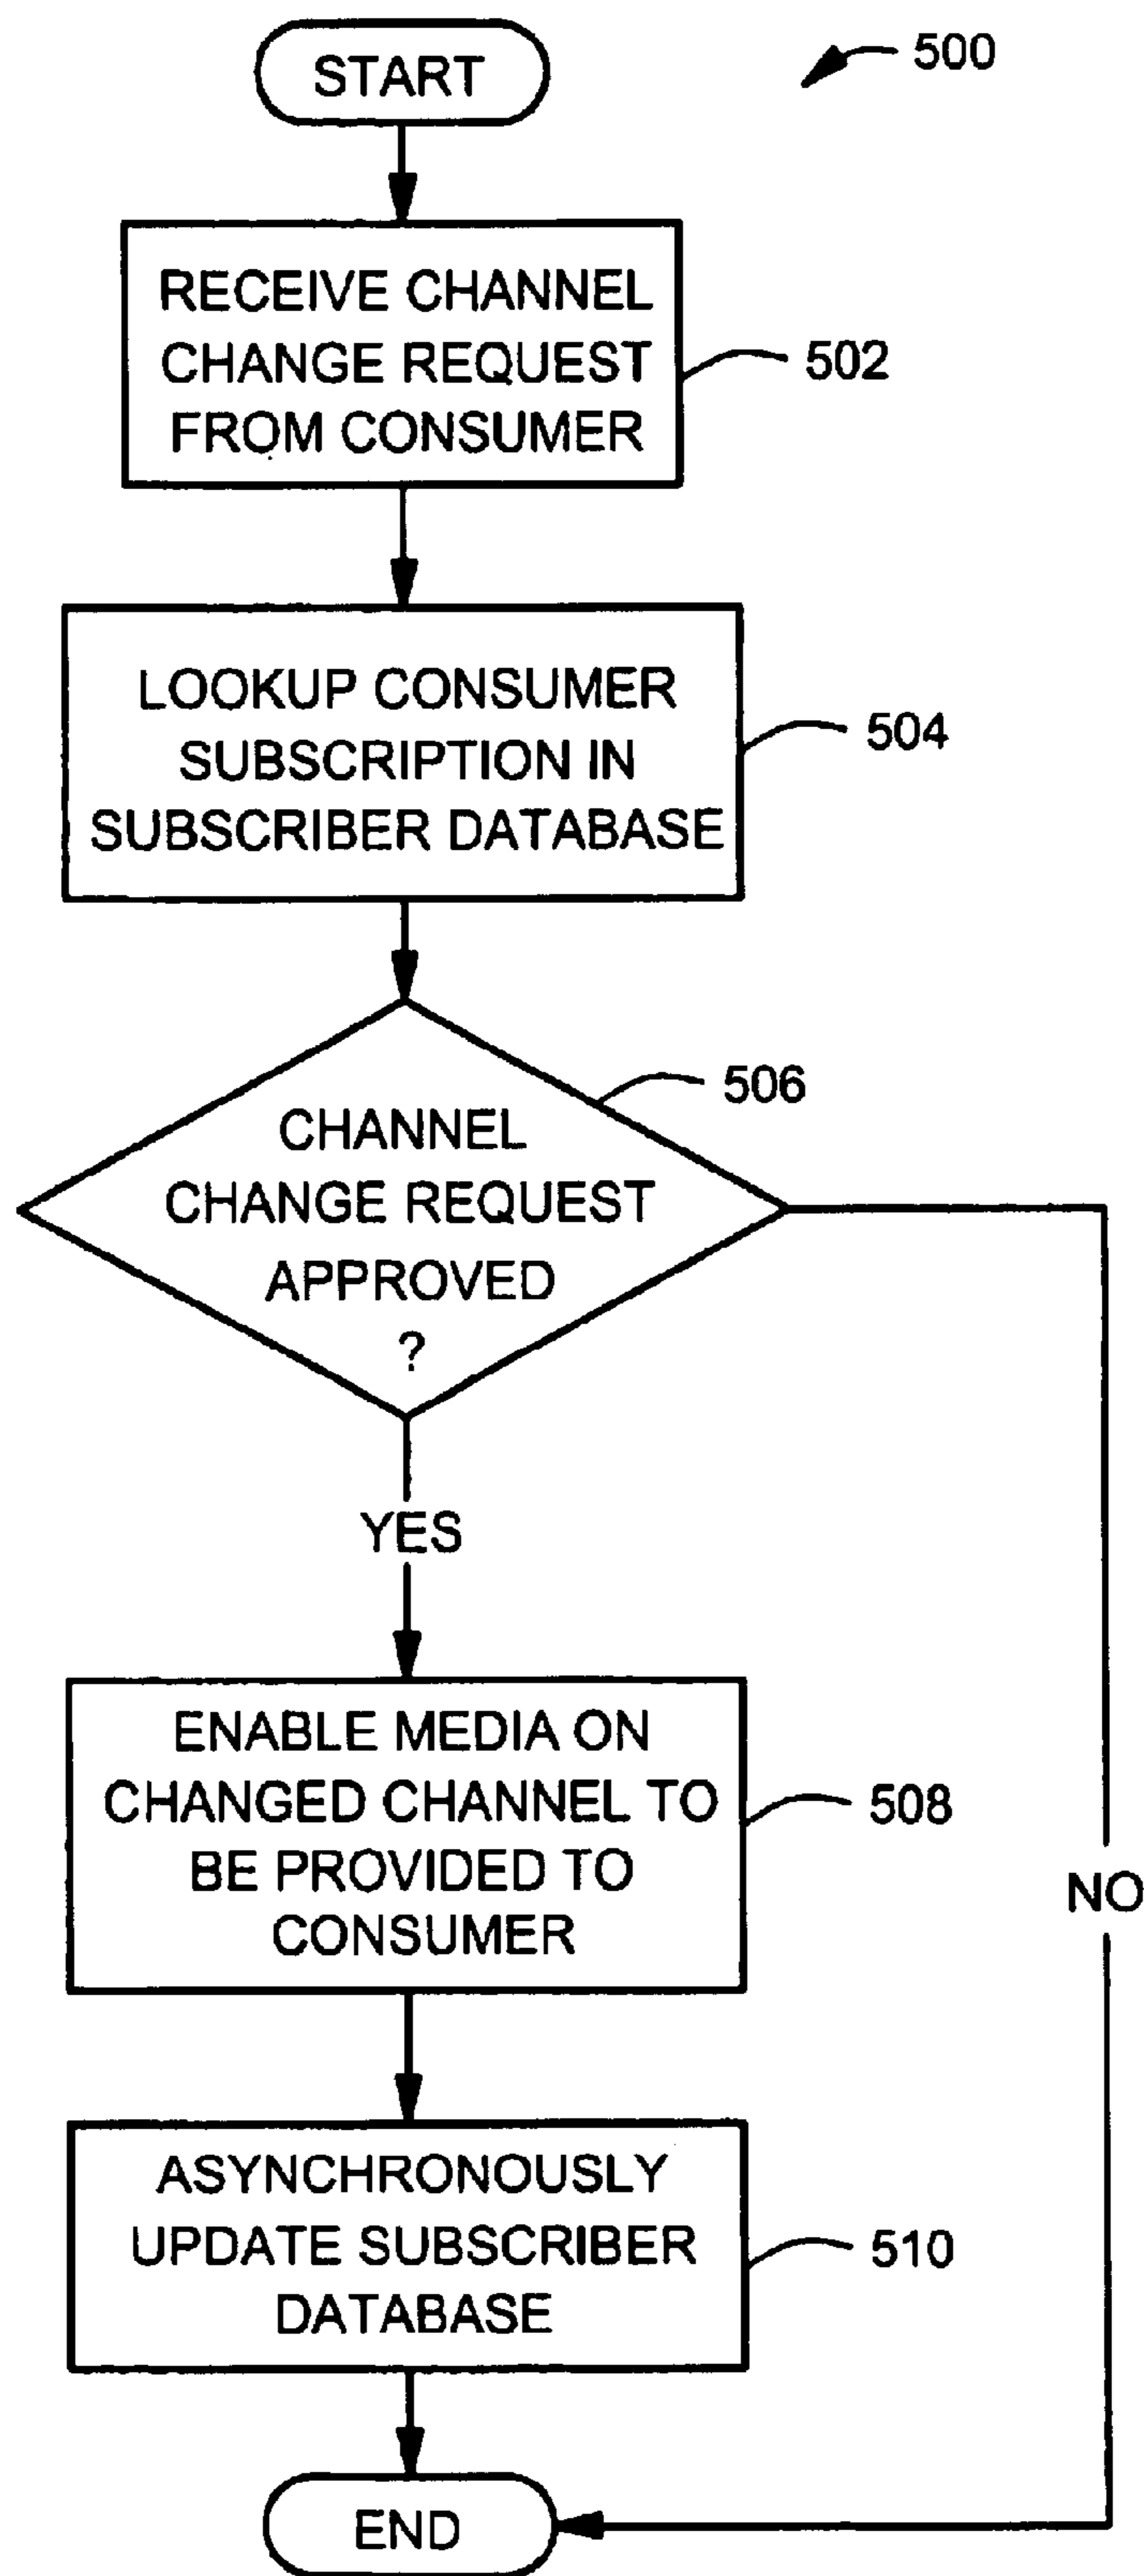 START
500
RECEIVE CHANNEL
CHANGE REQUEST
FROM CONSUMER
502
LOOKUP CONSUMER
SUBSCRIPTION IN
SUBSCRIBER DATABASE
504
506
CHANNEL
CHANGE REQUEST
APPROVED
?
YES
ENABLE MEDIA ON
CHANGED CHANNEL TO
BE PROVIDED TO
CONSUMER
508
NO
ASYNCHRONOUSLY
UPDATE SUBSCRIBER
DATABASE
510
END